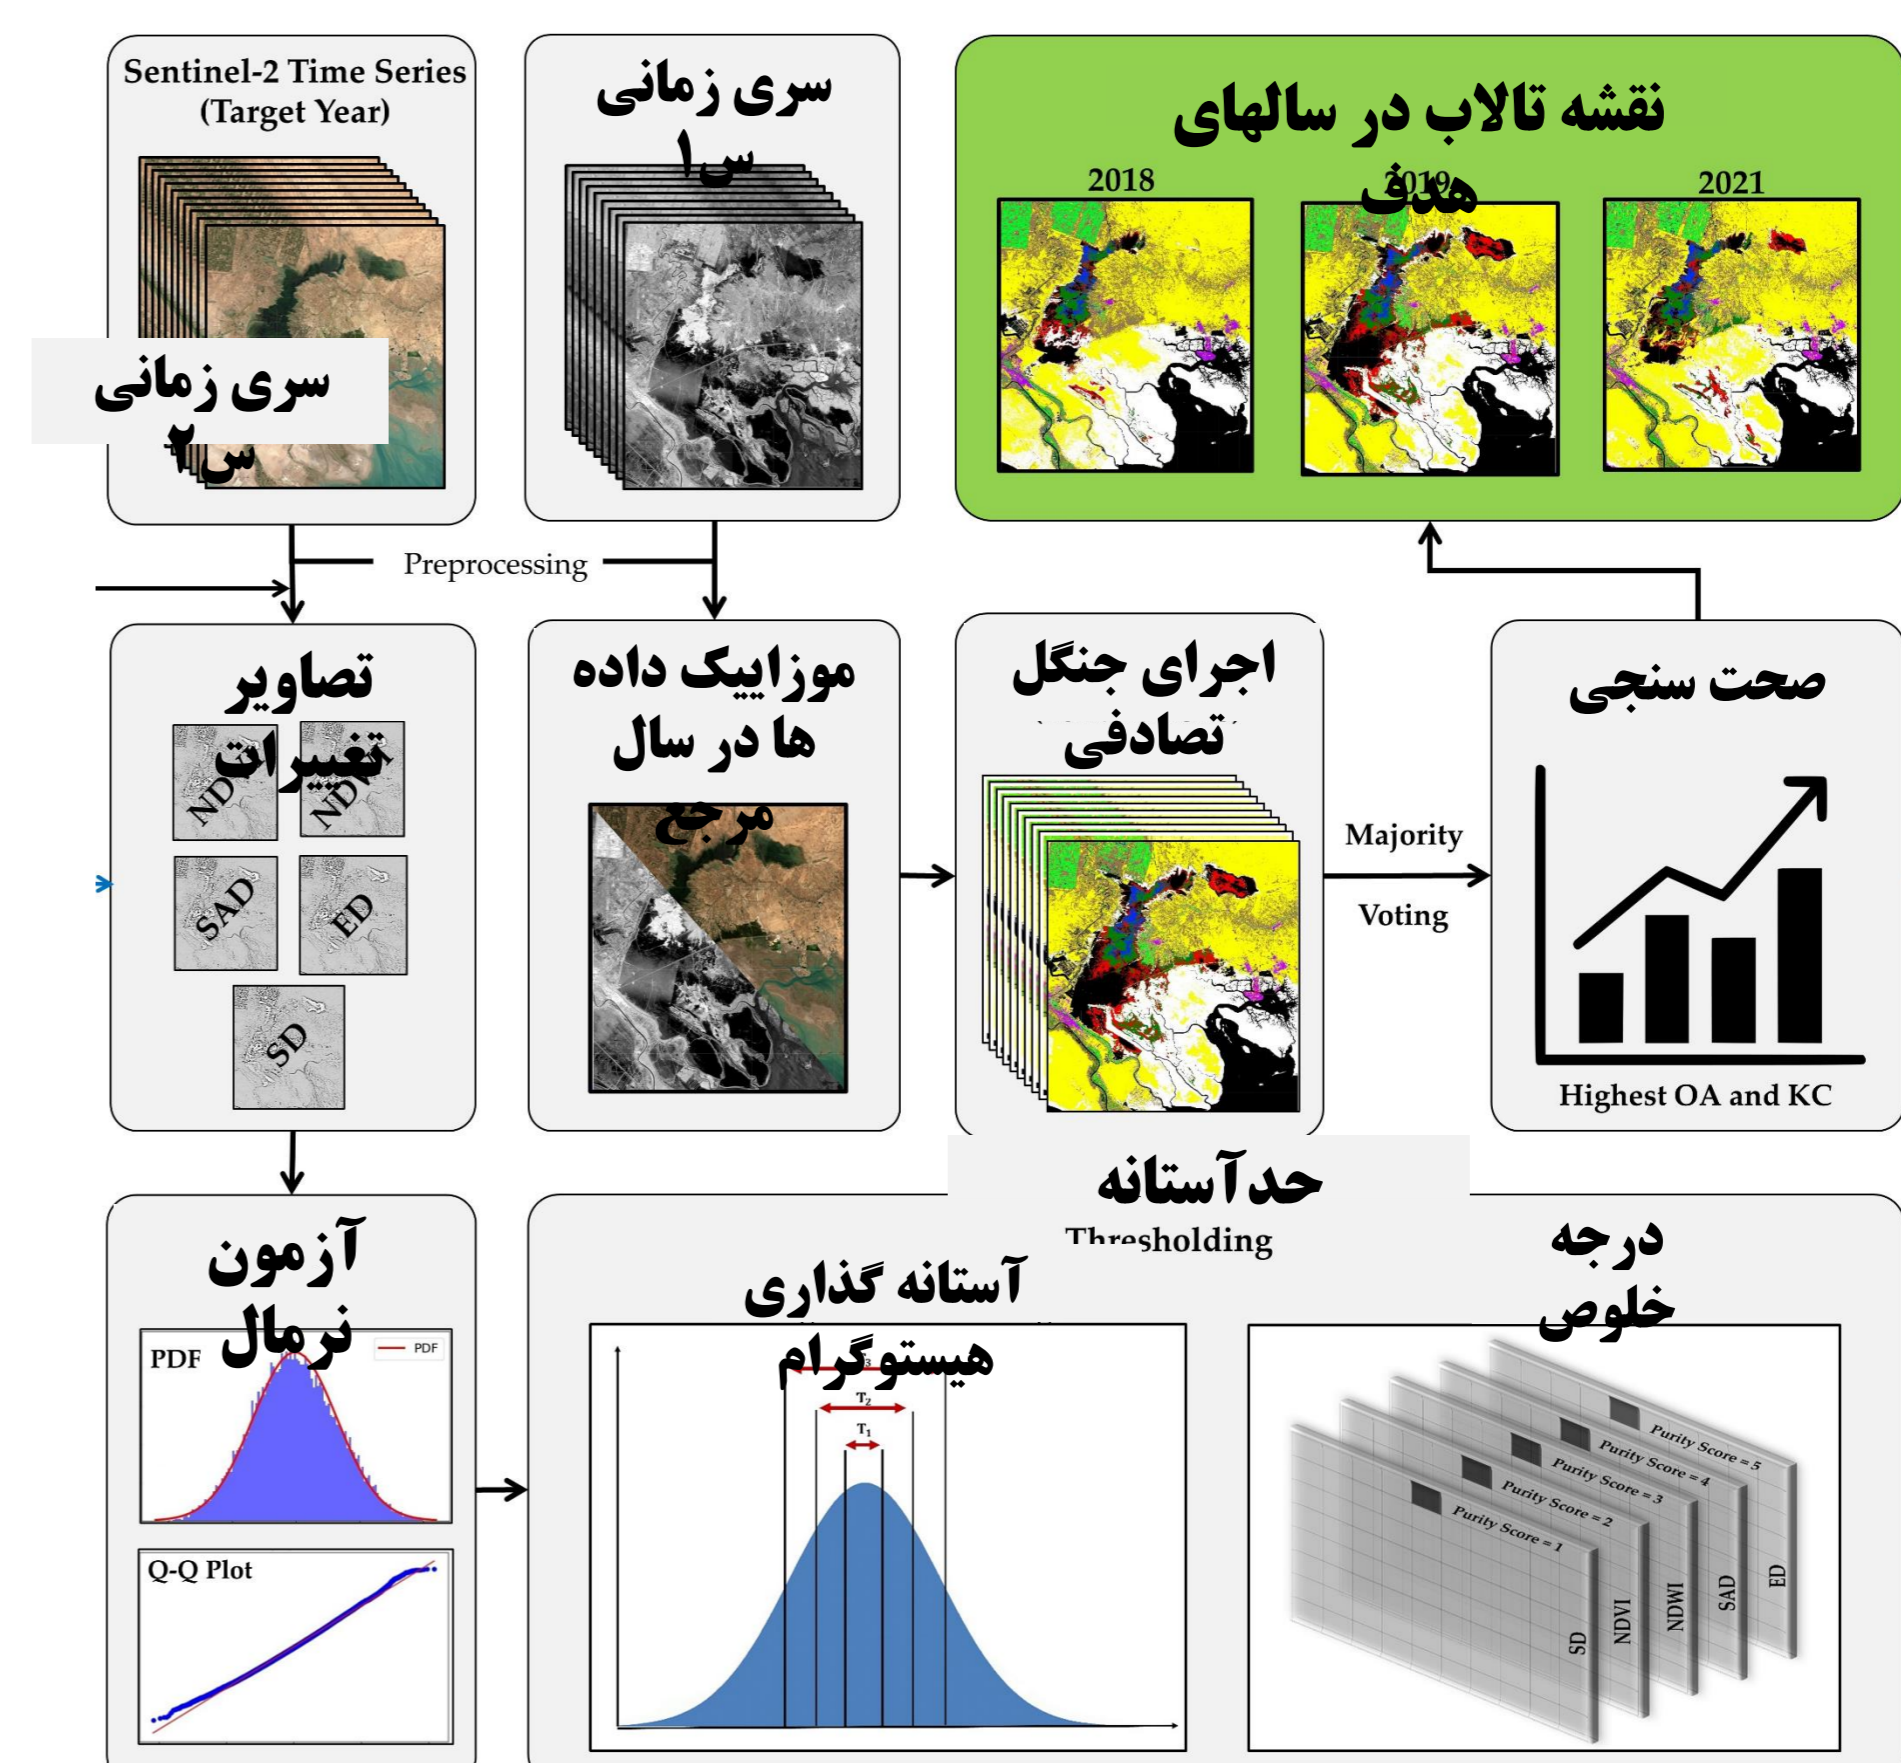 Sentinel-2 Time Series
(Target Year)
سری زمانی
س۲
سری زمانی
س۱
نقشه تالاب در سالهای
هدف
2018
2019
2021
Preprocessing
تصاویر
تغییرات
SAD
ED
SD
موزاییک داده
ها در سال
مرجع
اجرای جنگل
تصادفی
Majority
Voting
صحت سنجی
Highest OA and KC
آزمون
نرمال
PDF
PDF
Q-Q Plot
حدآستانه
Thresholding
آستانه گذاری
هیستوگرام
T₂
T₁
درجه
خلوص
Purity Score = 5
Purity Score = 4
Purity Score = 3
Purity Score = 2
Purity Score = 1
SD
NDVI
NDWI
SAD
ED